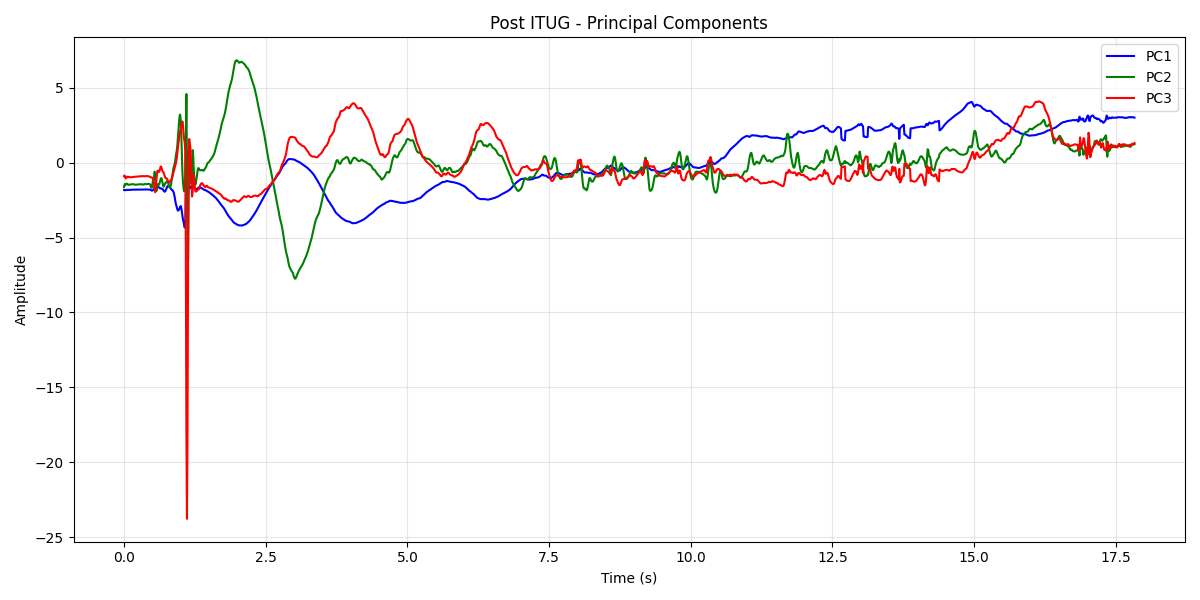 Post ITUG - Principal Components
PC1
PC2
PC3
Amplitude
5
0
−5
−10
−15
−20
−25
0.0 2.5 5.0 7.5 10.0 12.5 15.0 17.5
Time (s)